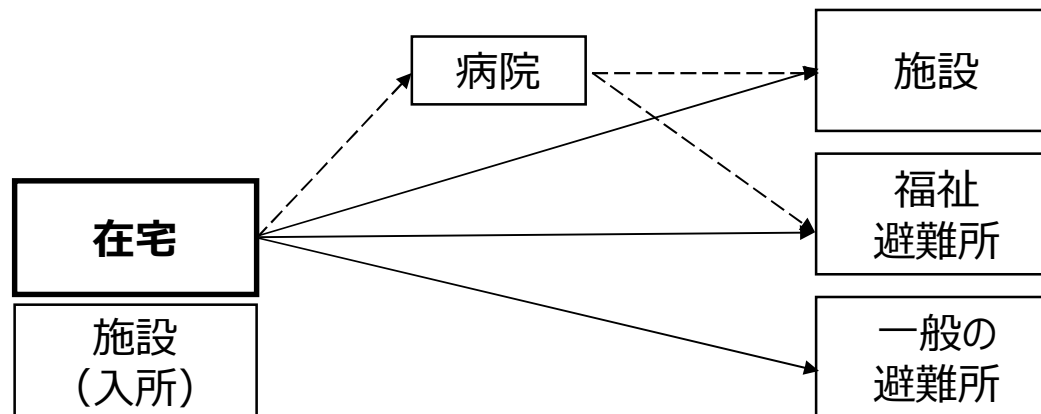 病院
施設
在宅
福祉
避難所
施設
（入所）
一般の
避難所